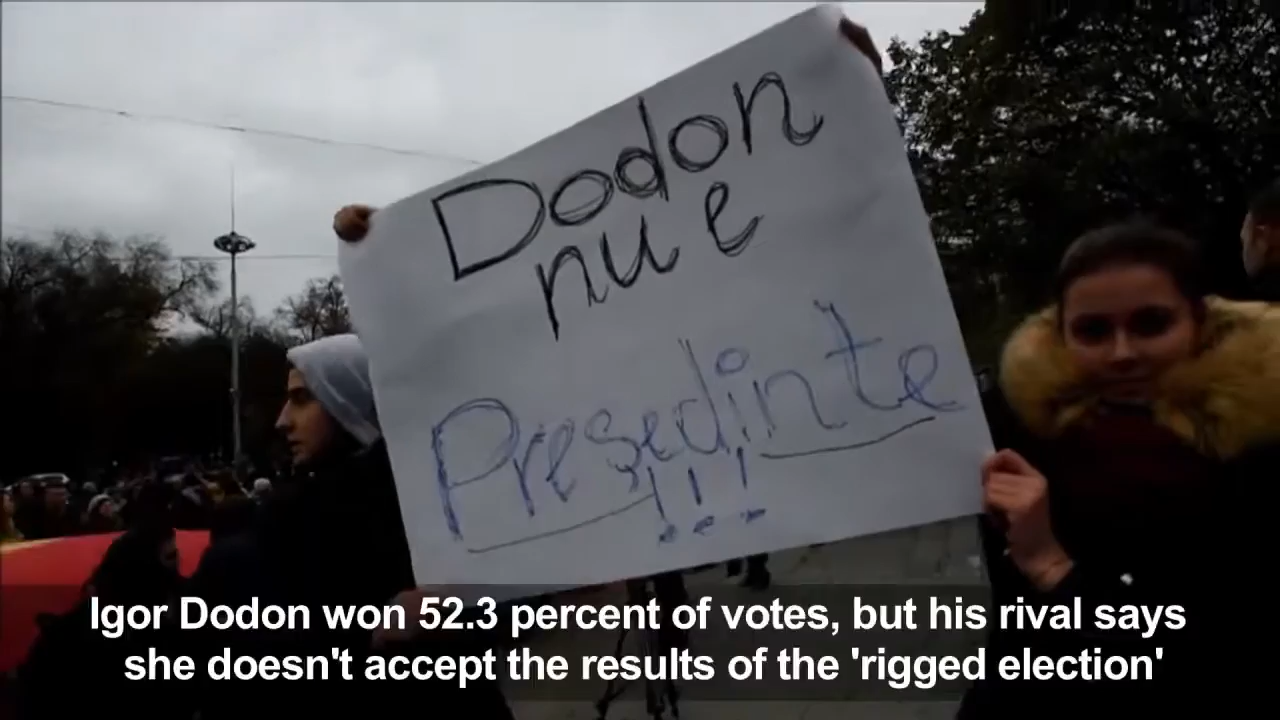 Dodon
nu e
Președinte
!!!
Igor Dodon won 52.3 percent of votes, but his rival says
she doesn't accept the results of the 'rigged election'